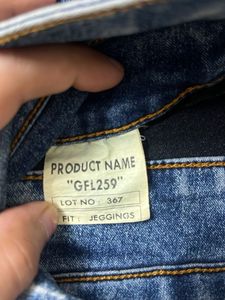 PRODUCT NAME
"GFL259"
LOT NO : 367
FIT : JEGGINGS